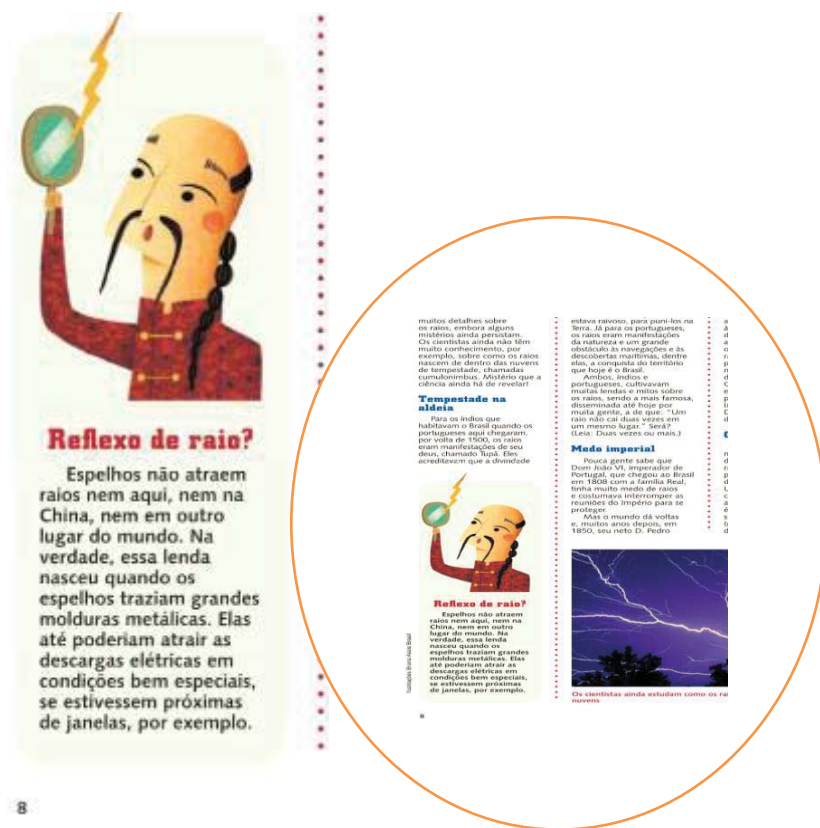 Reflexo de raio?
Espelhos não atraem
raios nem aqui, nem na
China, nem em outro
lugar do mundo. Na
verdade, essa lenda
nasceu quando os
espelhos traziam grandes
molduras metálicas. Elas
até poderiam atrair as
descargas elétricas em
condições bem especiais,
se estivessem próximas
de janelas, por exemplo.
8
muitos detalhes sobre
os raios, embora alguns
mistérios ainda persistam.
Os cientistas ainda não têm
muito conhecimento, por
exemplo, sobre como os raios
nascem de dentro das nuvens
de tempestade, chamadas
cumulonimbus. Mistério que a
ciência ainda há de revelar!
Tempestade na
aldeia
Para os índios que
habitavam o Brasil quando os
portugueses aqui chegaram,
por volta de 1500, os raios
eram manifestações de seu
deus, chamado Tupã. Eles
acreditavam que a divindade
Reflexo de raio?
Espelhos não atraem
raios nem aqui, nem na
China, nem em outro
lugar do mundo. Na
verdade, essa lenda
nasceu quando os
espelhos traziam grandes
molduras metálicas. Elas
até poderiam atrair as
descargas elétricas em
condições bem especiais,
se estivessem próximas
de janelas, por exemplo.
Ilustrações Bruna Assis Brasil
8
estava raivoso, para puni-los na
Terra. Já para os portugueses,
os raios eram manifestações
da natureza e um grande
obstáculo às navegações e às
descobertas marítimas, dentre
elas, a conquista do território
que hoje é o Brasil.
Ambos, índios e
portugueses, cultivavam
muitas lendas e mitos sobre
os raios, sendo a mais famosa,
disseminada até hoje por
muita gente, a de que: “Um
raio não cai duas vezes em
um mesmo lugar.” Será?
(Leia: Duas vezes ou mais.)
Medo imperial
Pouca gente sabe que
Dom João VI, imperador de
Portugal, que chegou ao Brasil
em 1808 com a família Real,
tinha muito medo de raios
e costumava interromper as
reuniões do Império para se
proteger.
Mas o mundo dá voltas
e, muitos anos depois, em
1850, seu neto D. Pedro
Os cientistas ainda estudam como os
nuvens